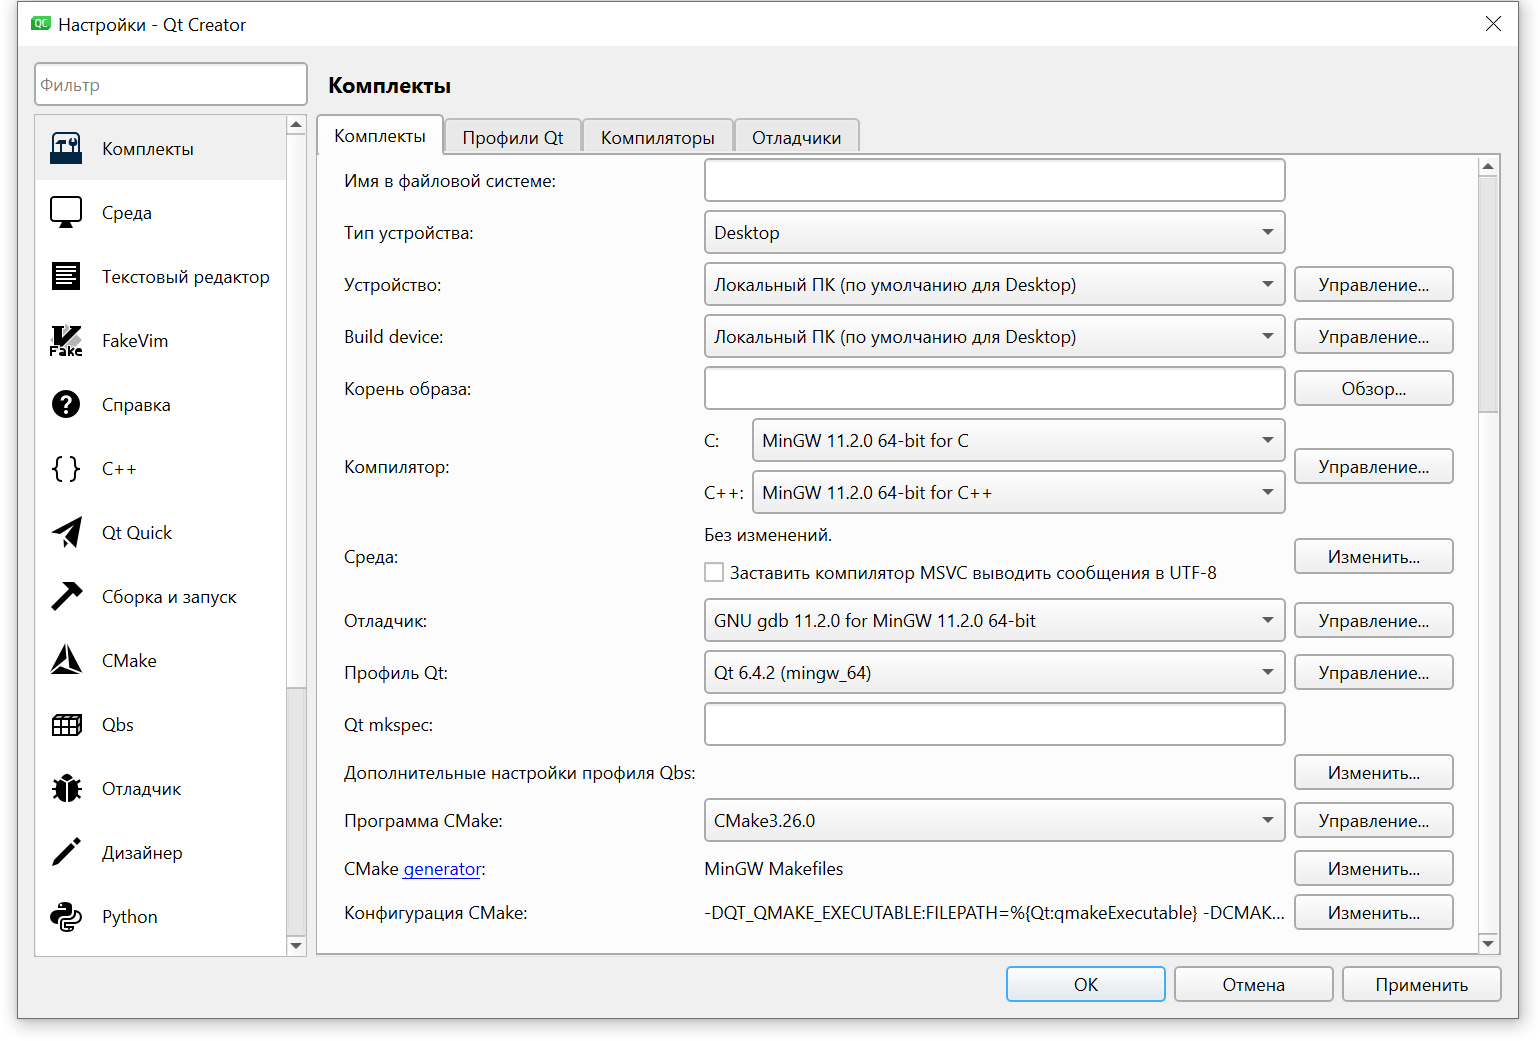 QC Настройки - Qt Creator
Фильтр
Комплекты
Среда
Текстовый редактор
Fake
FakeVim
Справка
C++
Qt Quick
Сборка и запуск
CMake
Qbs
Отладчик
Дизайнер
Python
Комплекты
Комплекты Профили Qt Компиляторы Отладчики
Имя в файловой системе:
Тип устройства: Desktop
Устройство: Локальный ПК (по умолчанию для Desktop) Управление...
Build device: Локальный ПК (по умолчанию для Desktop) Управление...
Корень образа: Обзор...
Компилятор: C: MinGW 11.2.0 64-bit for C Управление...
C++: MinGW 11.2.0 64-bit for C++
Среда: Без изменений. Изменить...
Заставить компилятор MSVC выводить сообщения в UTF-8
Отладчик: GNU gdb 11.2.0 for MinGW 11.2.0 64-bit Управление...
Профиль Qt: Qt 6.4.2 (mingw_64) Управление...
Qt mkspec:
Дополнительные настройки профиля Qbs: Изменить...
Программа CMake: CMake3.26.0 Управление...
CMake generator: MinGW Makefiles Изменить...
Конфигурация CMake: -DQT_QMAKE_EXECUTABLE:FILEPATH=%{Qt:qmakeExecutable} -DCMAK... Изменить...
OK Отмена Применить